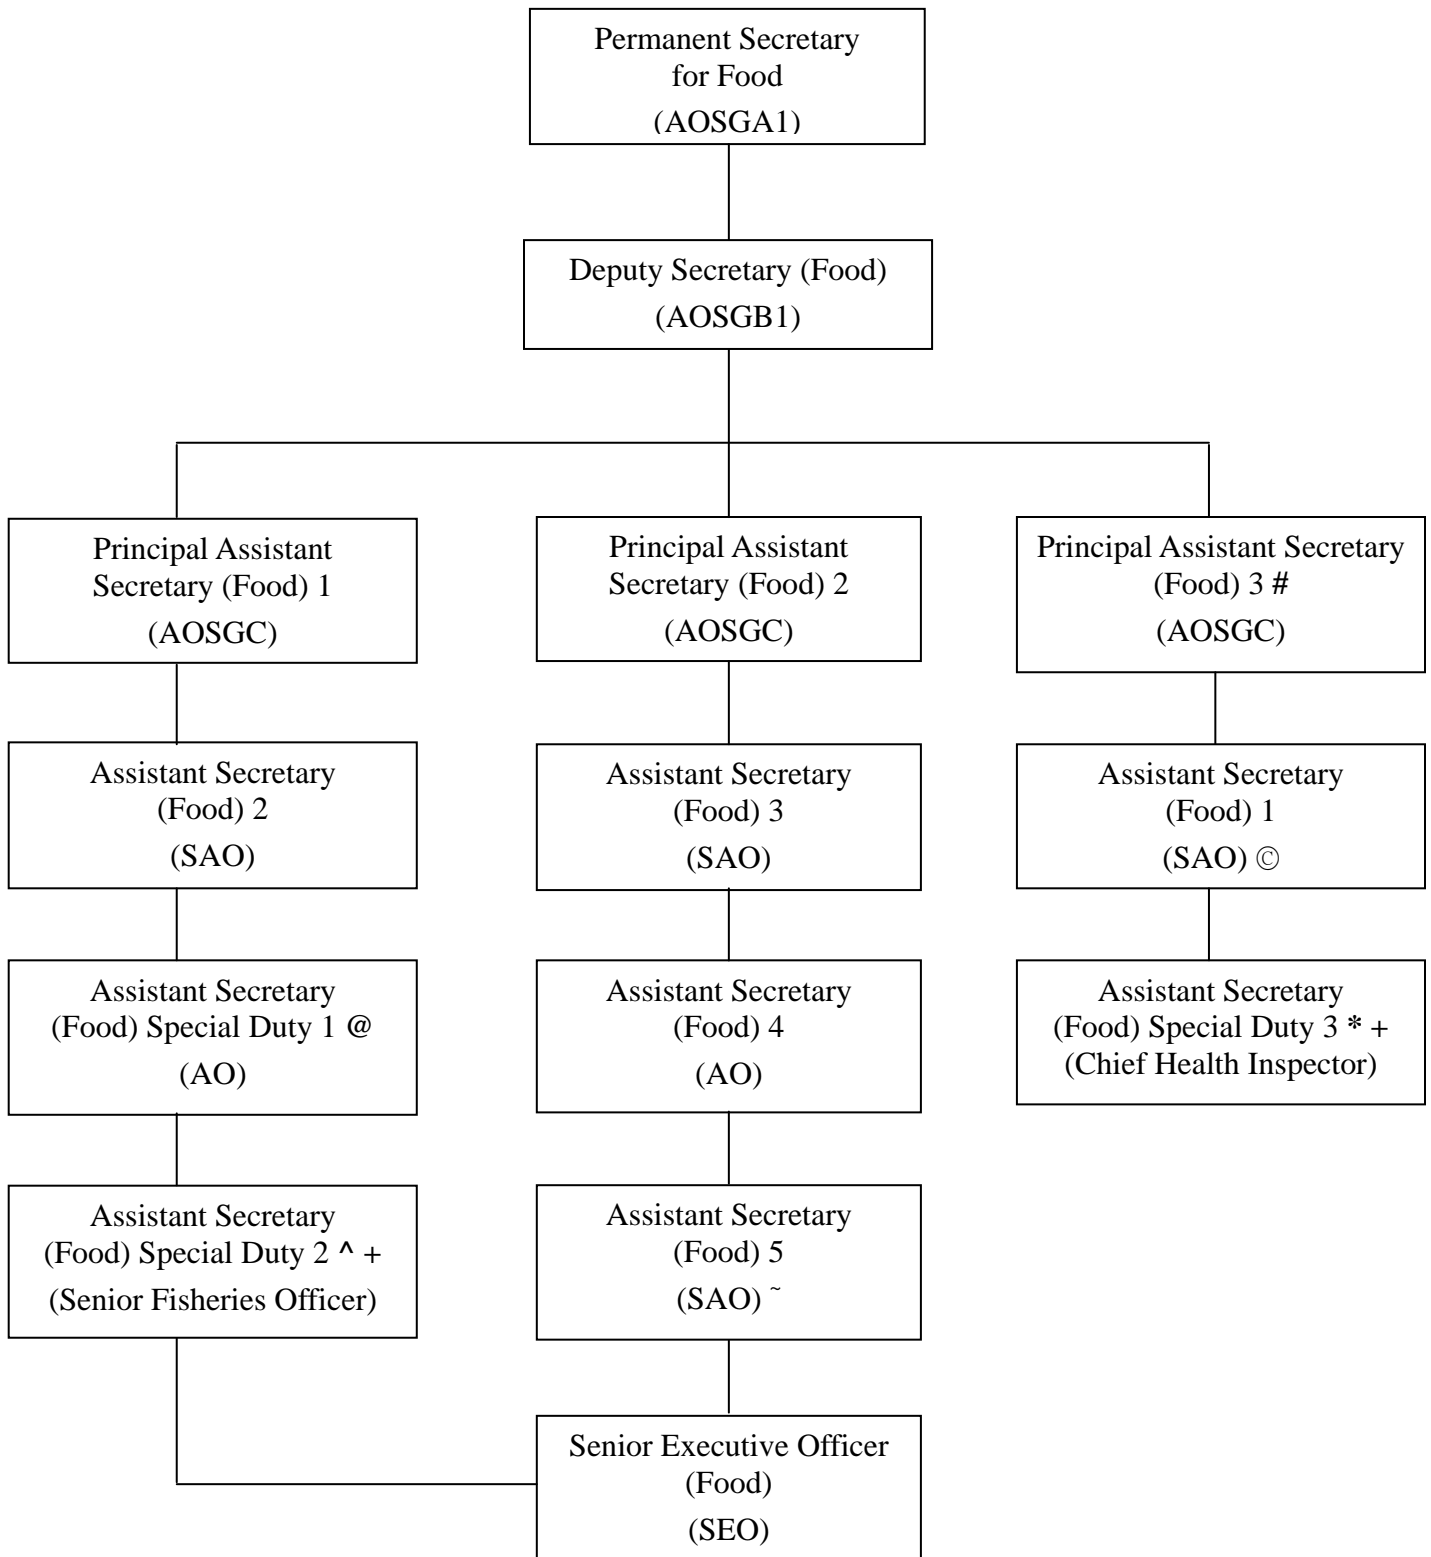 Permanent Secretary
for Food
(AOSGA1)
Deputy Secretary (Food)
(AOSGB1)
Principal Assistant
Secretary (Food) 1
(AOSGC)
Principal Assistant
Secretary (Food) 2
(AOSGC)
Principal Assistant Secretary
(Food) 3 #
(AOSGC)
Assistant Secretary
(Food) 2
(SAO)
Assistant Secretary
(Food) 3
(SAO)
Assistant Secretary
(Food) 1
(SAO) ©
Assistant Secretary
(Food) Special Duty 1 @
(AO)
Assistant Secretary
(Food) 4
(AO)
Assistant Secretary
(Food) Special Duty 3 * +
(Chief Health Inspector)
Assistant Secretary
(Food) Special Duty 2 ^ +
(Senior Fisheries Officer)
Assistant Secretary
(Food) 5
(SAO) ~
Senior Executive Officer
(Food)
(SEO)